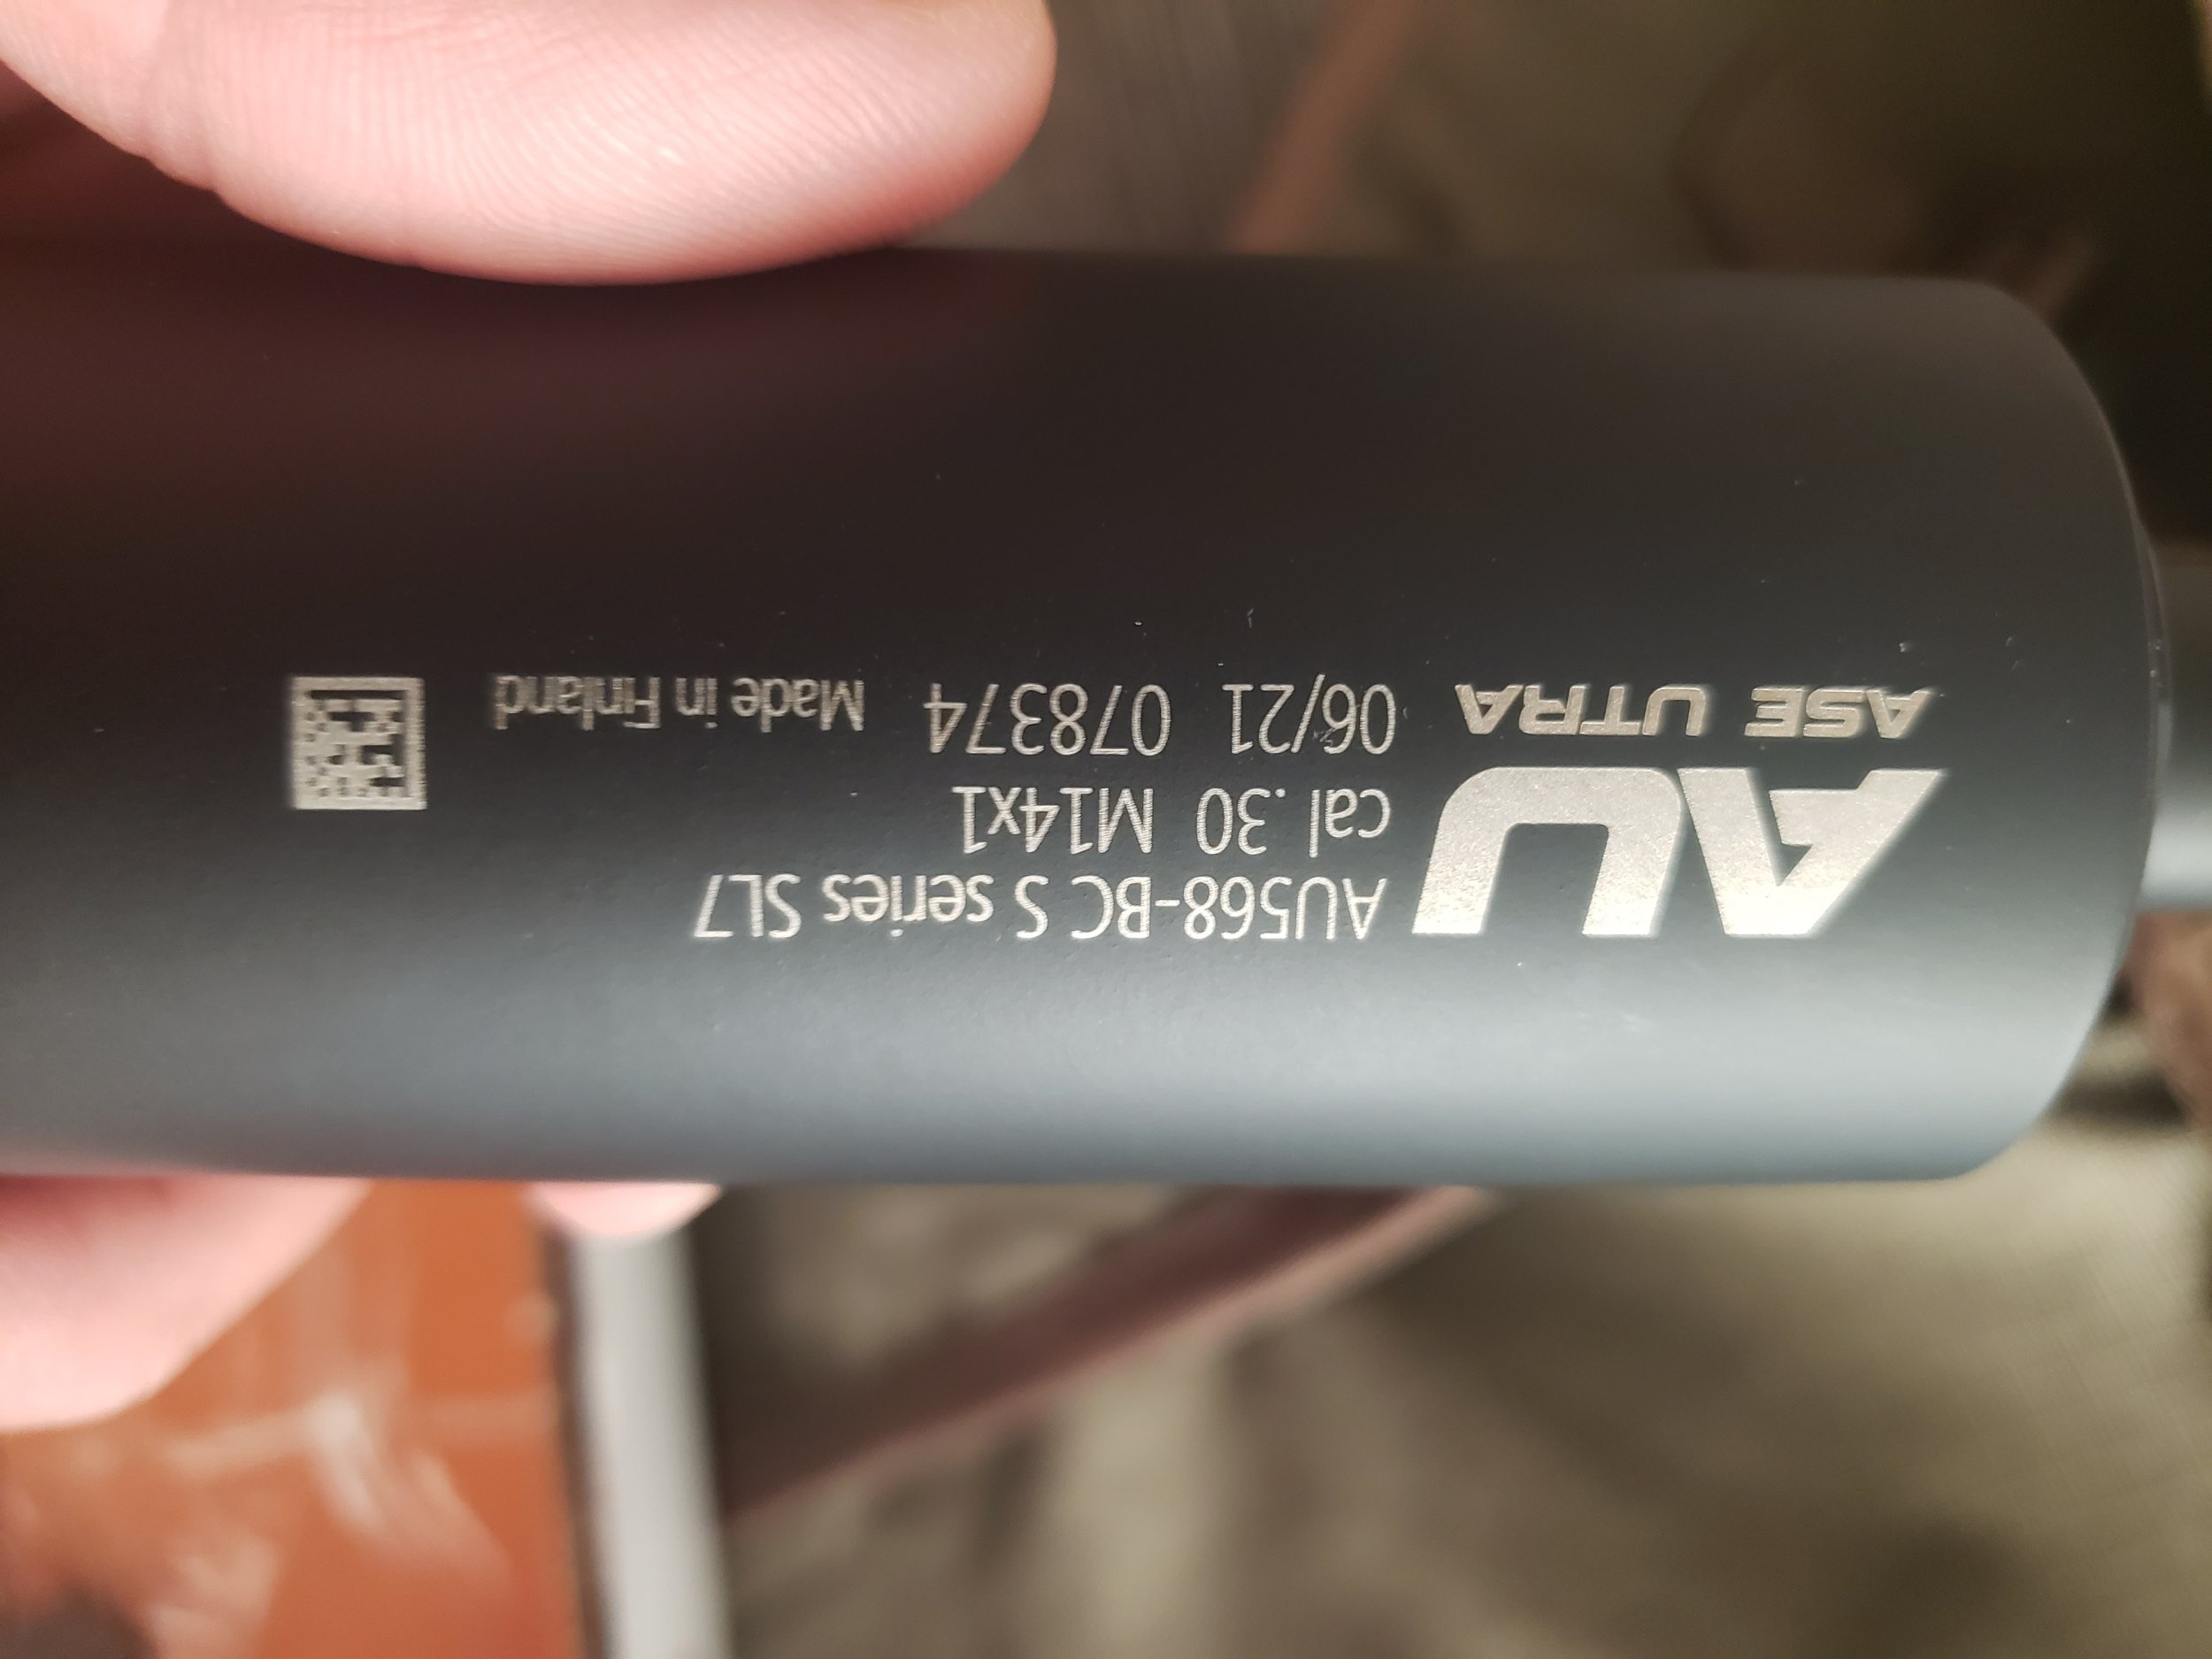 AU
ASE UTRA
AU568-BC S series SL7
cal .30 M14x1
06/21 078374 Made in Finland